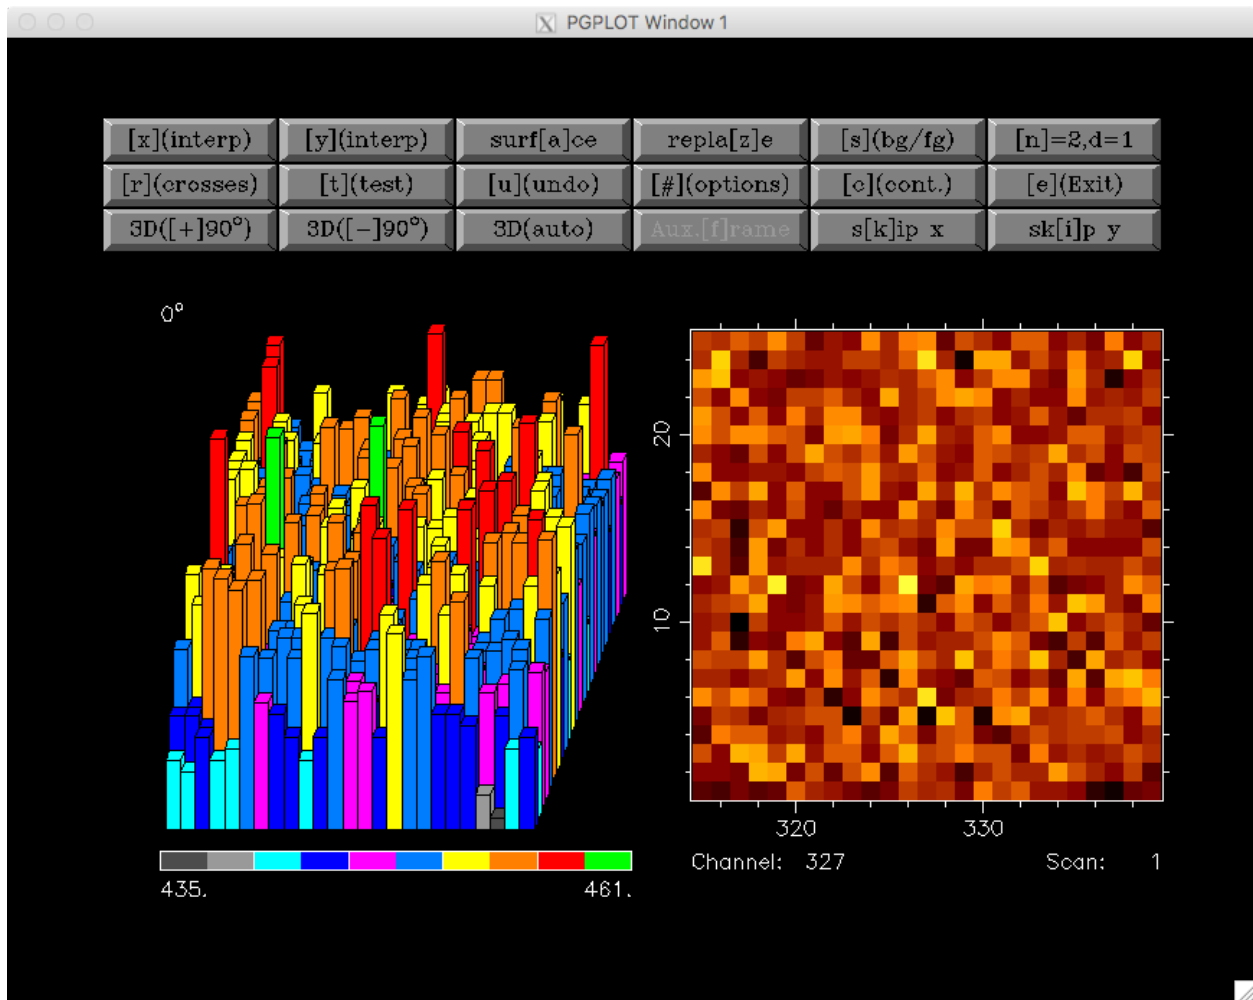 PGPLOT Window 1
[x](interp) [y](interp) surf[a]ce repla[z]e [s](bg/fg) [n]=2,d=1
[r](crosses) [t](test) [u](undo) [#](options) [c](cont.) [e](Exit)
3D([+]90°) 3D([-]90°) 3D(auto) Aux.[f]rame s[k]ip x sk[i]p y
0°
20
10
320 330
435. 461.
Channel: 327 Scan: 1